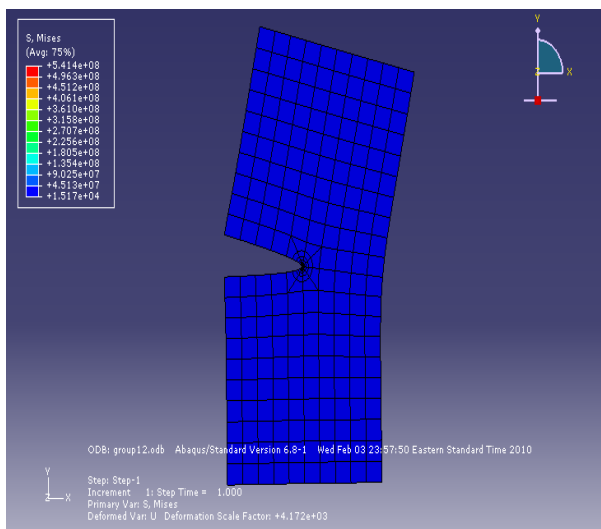 S, Mises
(Avg: 75%)
+5.414e+08
+4.963e+08
+4.512e+08
+4.061e+08
+3.610e+08
+3.158e+08
+2.707e+08
+2.256e+08
+1.805e+08
+1.354e+08
+9.025e+07
+4.513e+07
+1.517e+04
Y
Z X
ODB: group12.odb Abaqus/Standard Version 6.8-1 Wed Feb 03 23:57:50 Eastern Standard Time 2010
Y
Z X
Step: Step-1
Increment 1: Step Time = 1.000
Primary Var: S, Mises
Deformed Var: U Deformation Scale Factor: +4.172e+03